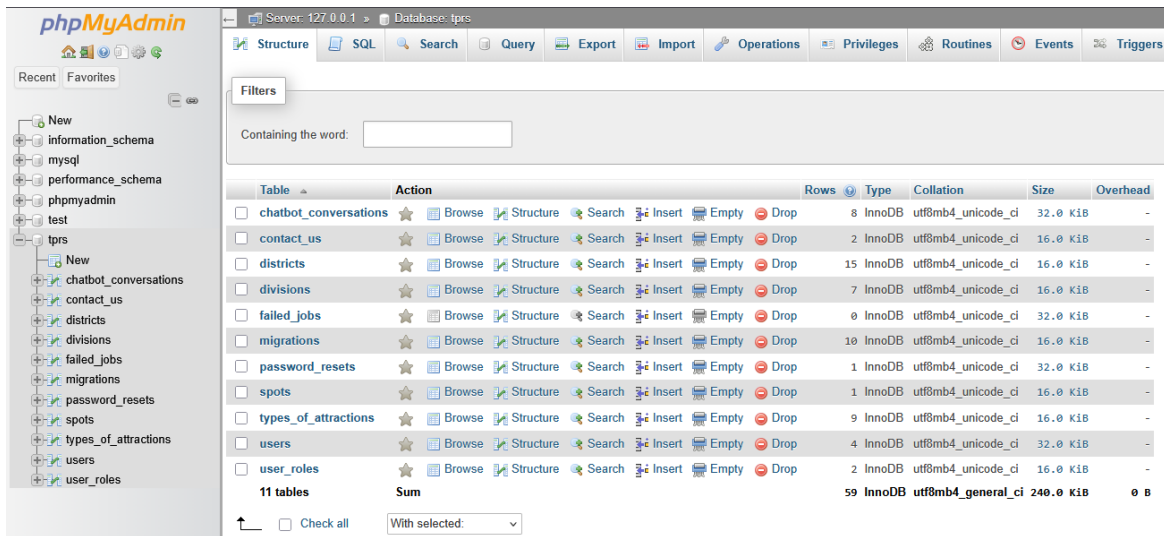 phpMyAdmin
Recent Favorites
New
information_schema
mysql
performance_schema
phpmyadmin
test
tprs
New
chatbot_conversations
contact_us
districts
divisions
failed_jobs
migrations
password_resets
spots
types_of_attractions
users
user_roles
Server: 127.0.0.1 » Database: tprs
Structure SQL Search Query Export Import Operations Privileges Routines Events Triggers
Filters
Containing the word:
Table Action Rows Type Collation Size Overhead
chatbot_conversations Browse Structure Search Insert Empty Drop 8 InnoDB utf8mb4_unicode_ci 32.0 KiB -
contact_us Browse Structure Search Insert Empty Drop 2 InnoDB utf8mb4_unicode_ci 16.0 KiB -
districts Browse Structure Search Insert Empty Drop 15 InnoDB utf8mb4_unicode_ci 16.0 KiB -
divisions Browse Structure Search Insert Empty Drop 7 InnoDB utf8mb4_unicode_ci 16.0 KiB -
failed_jobs Browse Structure Search Insert Empty Drop 0 InnoDB utf8mb4_unicode_ci 32.0 KiB -
migrations Browse Structure Search Insert Empty Drop 10 InnoDB utf8mb4_unicode_ci 16.0 KiB -
password_resets Browse Structure Search Insert Empty Drop 1 InnoDB utf8mb4_unicode_ci 32.0 KiB -
spots Browse Structure Search Insert Empty Drop 1 InnoDB utf8mb4_unicode_ci 16.0 KiB -
types_of_attractions Browse Structure Search Insert Empty Drop 9 InnoDB utf8mb4_unicode_ci 16.0 KiB -
users Browse Structure Search Insert Empty Drop 4 InnoDB utf8mb4_unicode_ci 32.0 KiB -
user_roles Browse Structure Search Insert Empty Drop 2 InnoDB utf8mb4_unicode_ci 16.0 KiB -
11 tables Sum 59 InnoDB utf8mb4_general_ci 240.0 KiB 0 B
Check all With selected: